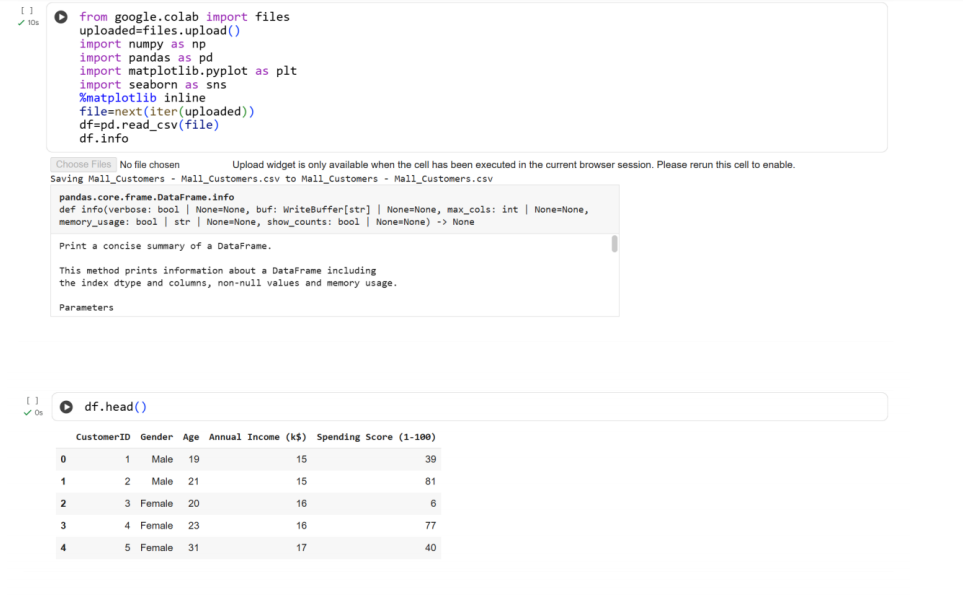 [ ]
✓ 10s
from google.colab import files
uploaded=files.upload()
import numpy as np
import pandas as pd
import matplotlib.pyplot as plt
import seaborn as sns
%matplotlib inline
file=next(iter(uploaded))
df=pd.read_csv(file)
df.info
Choose Files No file chosen Upload widget is only available when the cell has been executed in the current browser session. Please rerun this cell to enable.
Saving Mall_Customers - Mall_Customers.csv to Mall_Customers - Mall_Customers.csv
pandas.core.frame.DataFrame.info
def info(verbose: bool | None=None, buf: WriteBuffer[str] | None=None, max_cols: int | None=None,
memory_usage: bool | str | None=None, show_counts: bool | None=None) -> None
Print a concise summary of a DataFrame.
This method prints information about a DataFrame including
the index dtype and columns, non-null values and memory usage.
Parameters
[ ]
✓ 0s
df.head()
CustomerID Gender Age Annual Income (k$) Spending Score (1-100)
0 1 Male 19 15 39
1 2 Male 21 15 81
2 3 Female 20 16 6
3 4 Female 23 16 77
4 5 Female 31 17 40